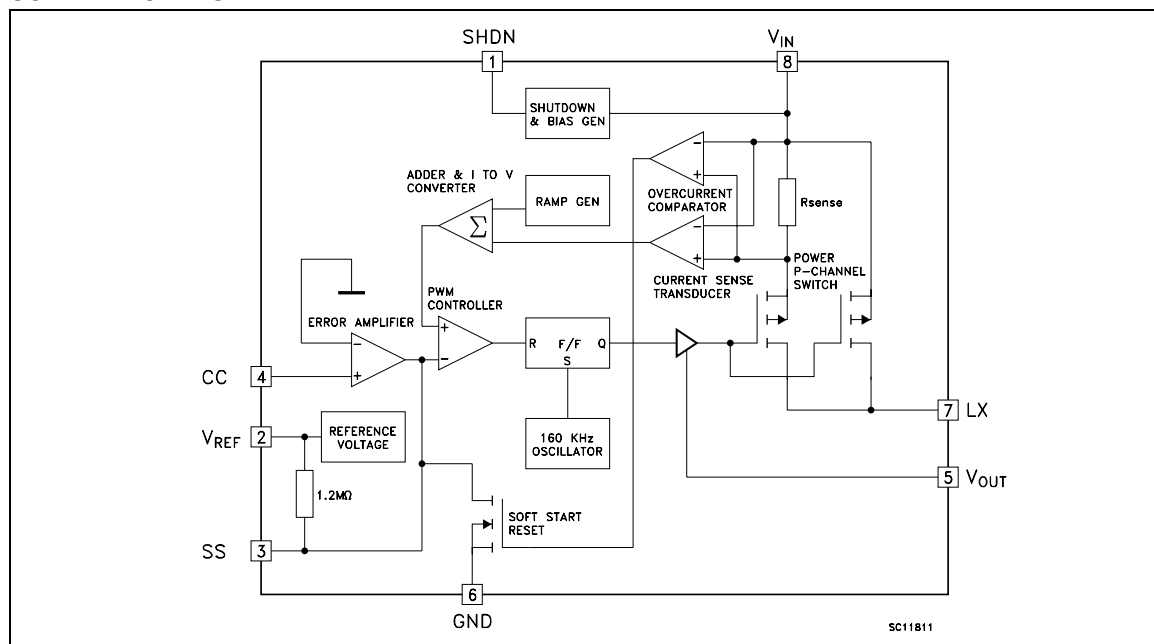 SHDN
VIN
1
8
SHUTDOWN
& BIAS GEN
ADDER & I TO V
CONVERTER
RAMP GEN
-
+
OVERCURRENT
COMPARATOR
Rsense
Σ
-
+
CURRENT SENSE
TRANSDUCER
POWER
P-CHANNEL
SWITCH
PWM
CONTROLLER
ERROR AMPLIFIER
+
-
-
+
R F/F Q
S
CC 4
7 LX
VREF 2
REFERENCE
VOLTAGE
160 KHz
OSCILLATOR
5 VOUT
1.2MΩ
SOFT START
RESET
SS 3
6
GND
SC11811